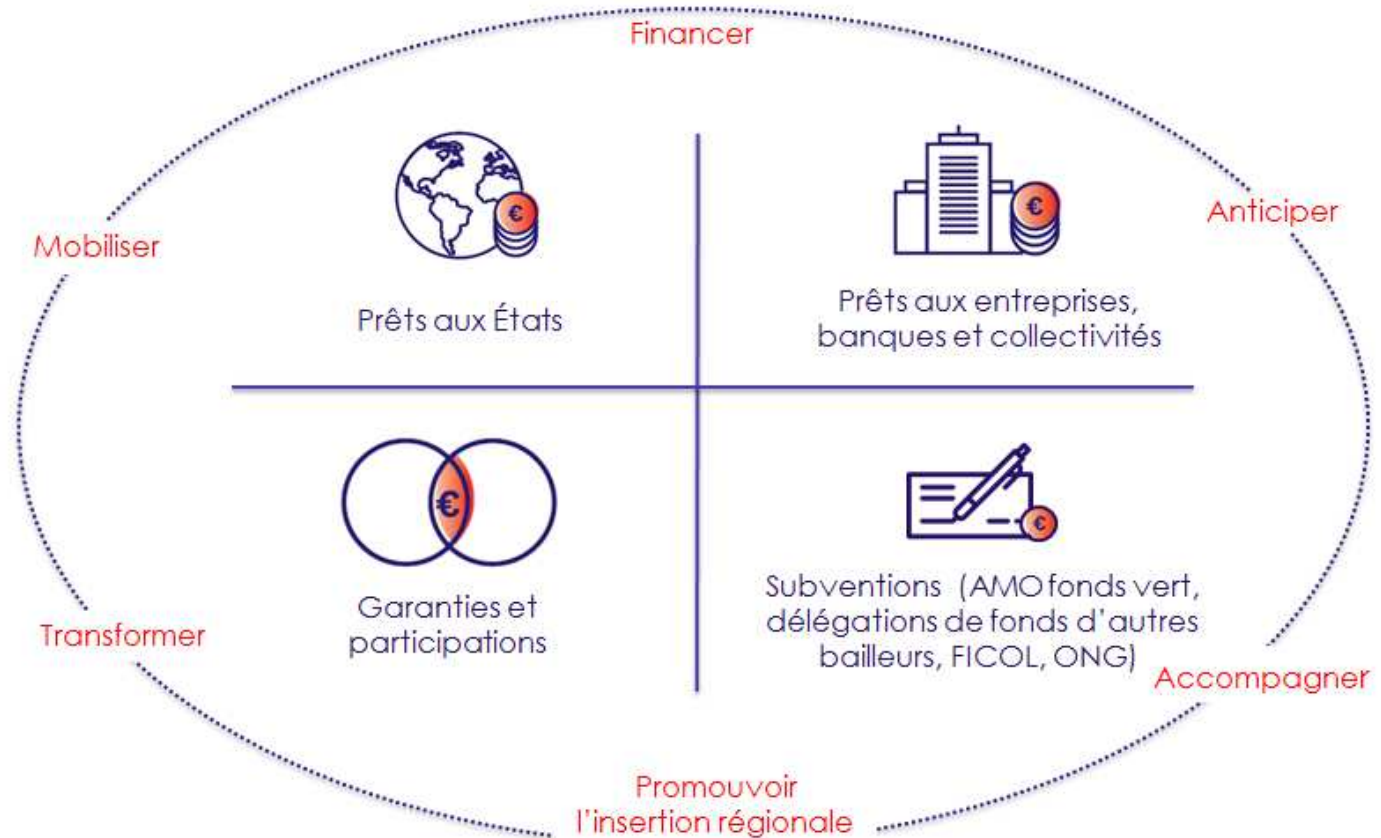 Financer
Anticiper
Mobiliser
Prêts aux États
Prêts aux entreprises,
banques et collectivités
Garanties et
participations
Subventions (AMO fonds vert,
délégations de fonds d'autres
bailleurs, FICOL, ONG)
Transformer
Accompagner
Promouvoir
l'insertion régionale
€
€
€
€